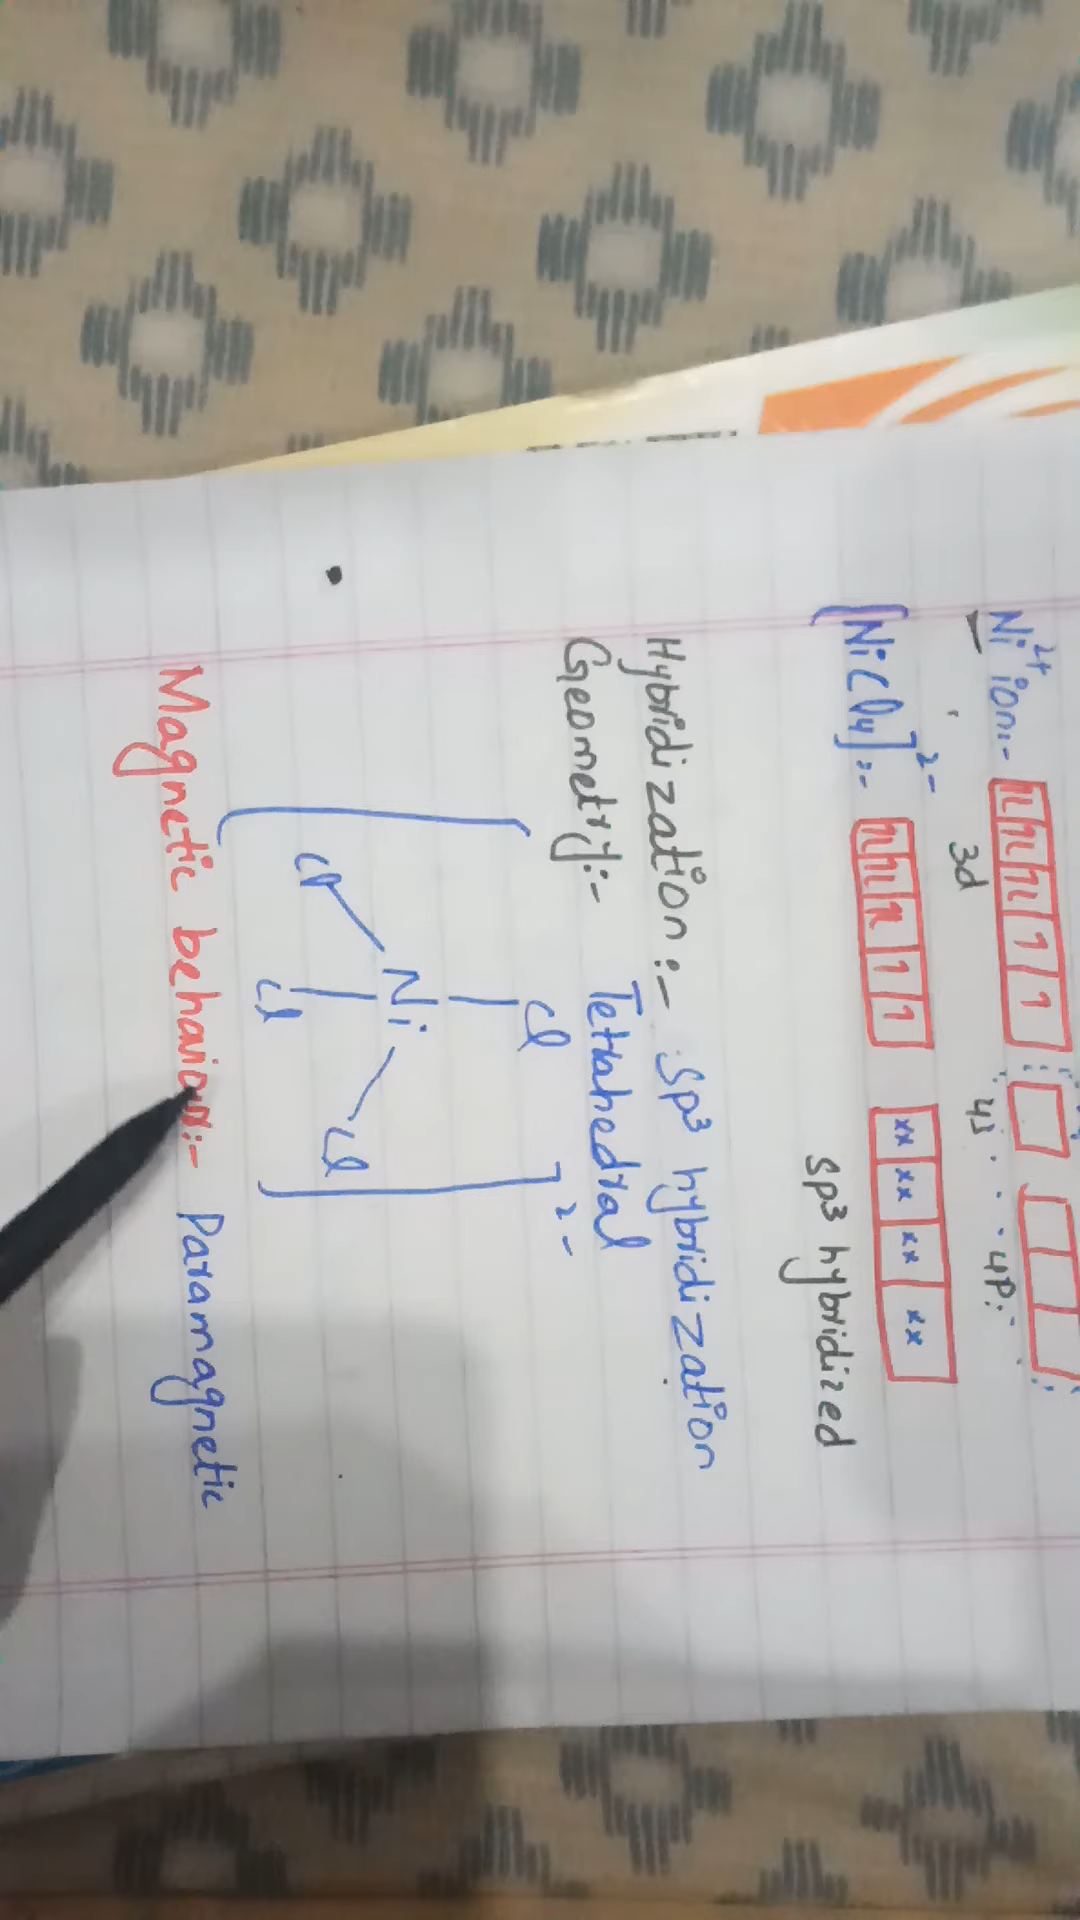 Ni²⁺ ion:-
3d 4s 4P:-
[NiCl₄]²⁻:- xx xx xx xx
sp³ hybridized
Hybridization:- sp³ hybridization
Geometry:- Tetrahedral
Cl
Cl Ni Cl
Cl
2-
Magnetic behaviour:- Paramagnetic